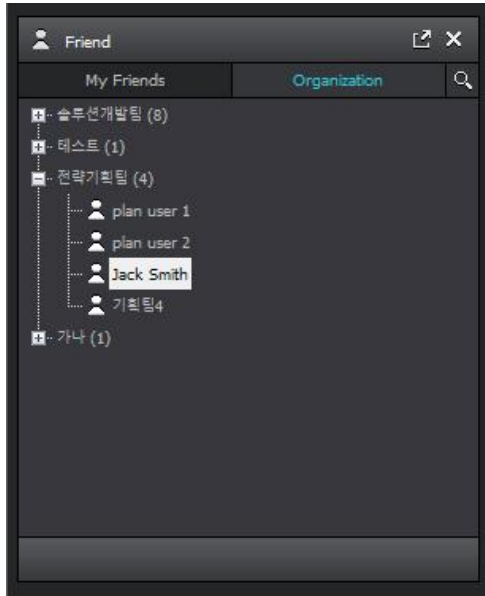 Friend
My Friends
Organization
솔루션개발팀 (8)
테스트 (1)
전략기획팀 (4)
plan user 1
plan user 2
Jack Smith
기획팀4
가나 (1)